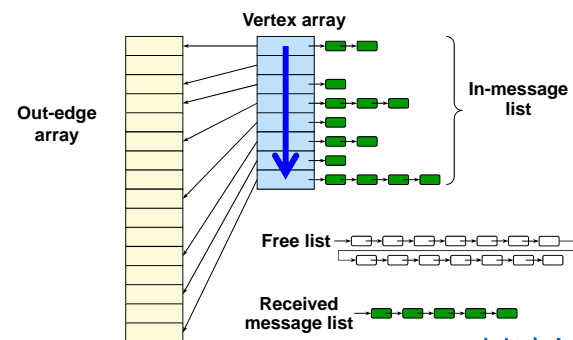 Vertex array
Out-edge
array
In-message
list
Free list
Received
message list